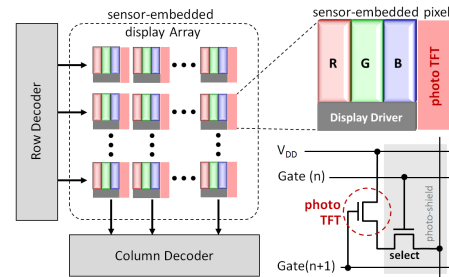 sensor-embedded
display Array
Row Decoder
Column Decoder
sensor-embedded pixel
R G B
photo TFT
Display Driver
V_DD
Gate (n)
photo
TFT
photo-shield
select
Gate(n+1)